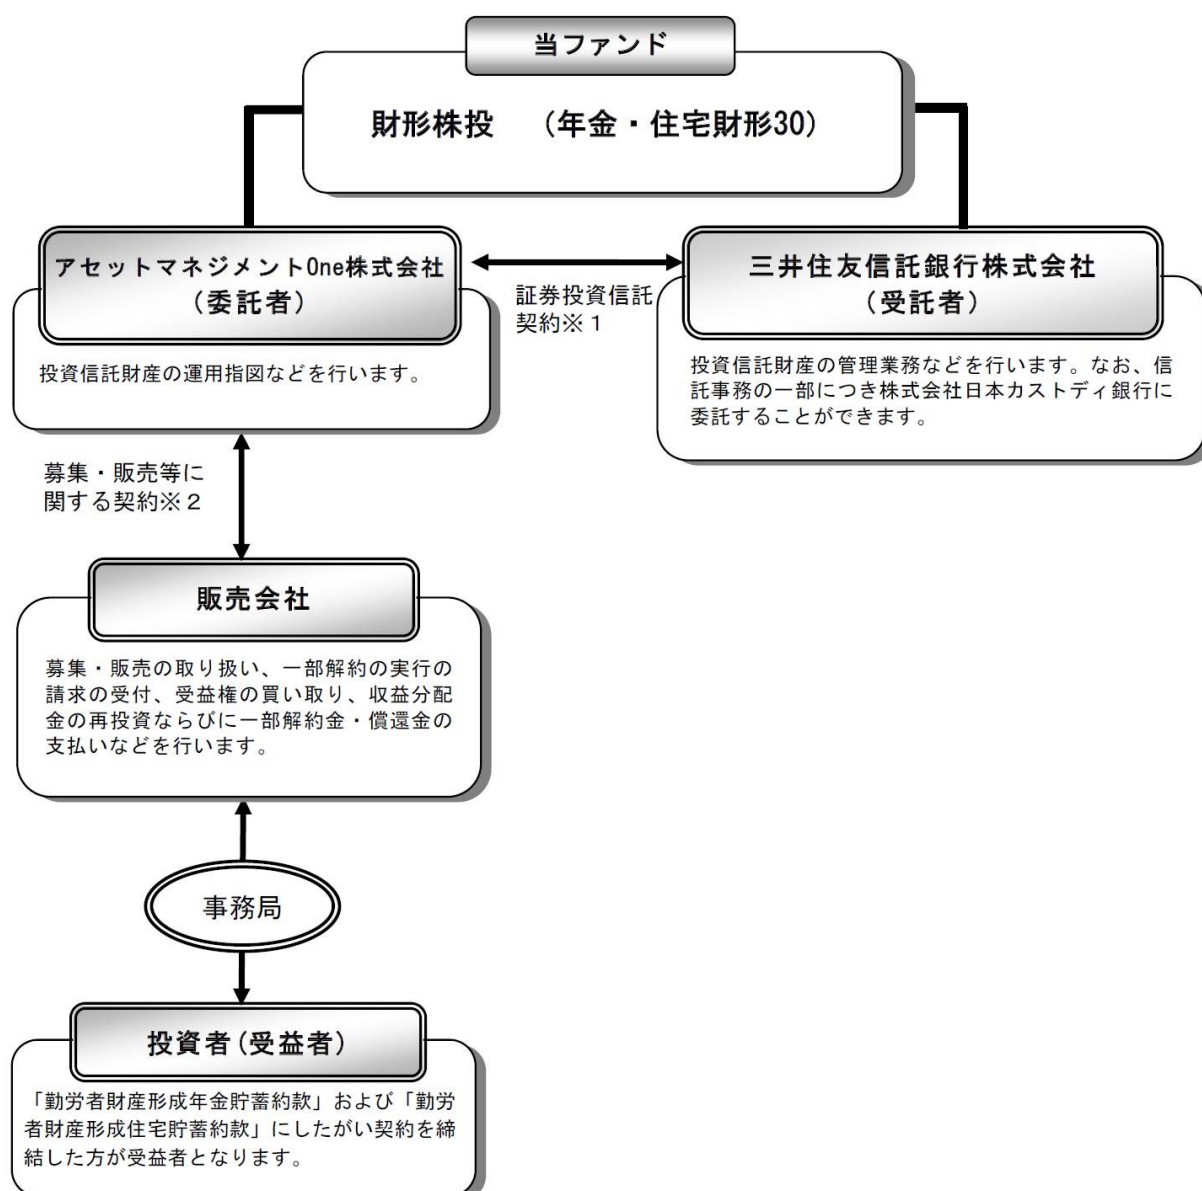 当ファンド
財形株投　（年金・住宅財形30）
アセットマネジメントOne株式会社
（委託者）
投資信託財産の運用指図などを行います。
証券投資信託
契約※１
三井住友信託銀行株式会社
（受託者）
投資信託財産の管理業務などを行います。なお、信
託事務の一部につき株式会社日本カストディ銀行に
委託することができます。
募集・販売等に
関する契約※２
販売会社
募集・販売の取り扱い、一部解約の実行の
請求の受付、受益権の買い取り、収益分配
金の再投資ならびに一部解約金・償還金の
支払いなどを行います。
事務局
投資者(受益者)
「勤労者財産形成年金貯蓄約款」および「勤労
者財産形成住宅貯蓄約款」にしたがい契約を締
結した方が受益者となります。